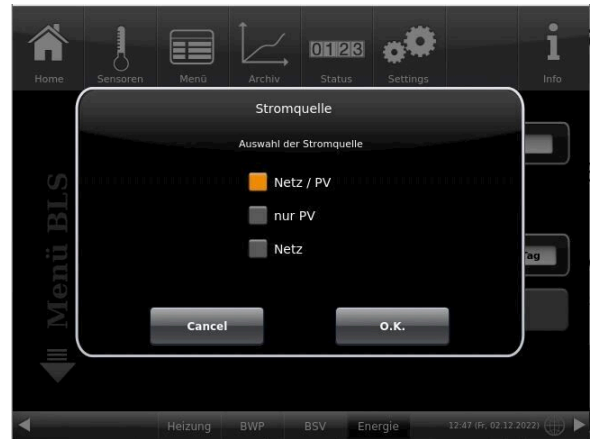 Home Sensoren Menü Archiv Status Settings Info
0123
Stromquelle
Auswahl der Stromquelle
Netz / PV
nur PV
Netz
Cancel O.K.
Menü BLS
Tag
Heizung BWP BSV Energie 12:47 (Fr, 02.12.2022)